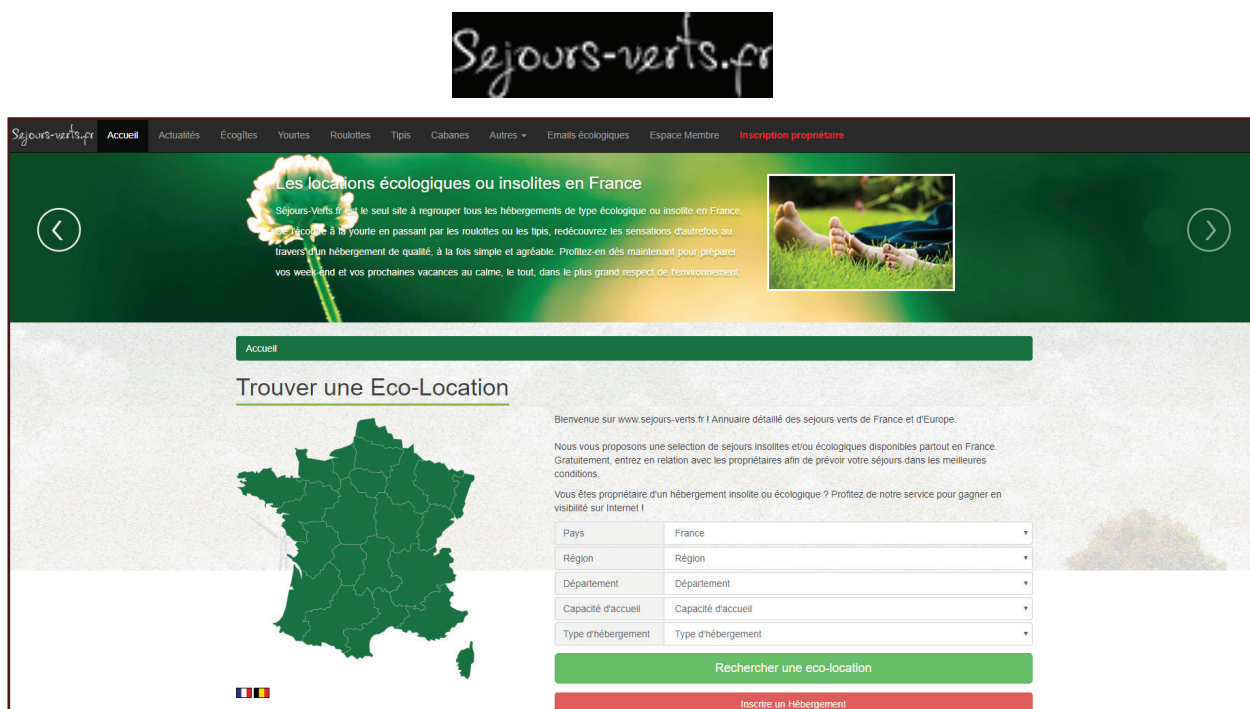 Sejours-verts.fr
Sejours-verts.fr Accueil Actualités Écogîtes Yourtes Roulottes Tipis Cabanes Autres Emails écologiques Espace Membre Inscription propriétaire
Les locations écologiques ou insolites en France
Séjours-Verts.fr est le seul site à regrouper tous les hébergements de type écologique ou insolite en France.
De l'écogîte à la yourte en passant par les roulottes ou les tipis, redécouvrez les sensations d'autrefois au
travers d'un hébergement de qualité, à la fois simple et agréable. Profitez-en dès maintenant pour préparer
vos week-end et vos prochaines vacances au calme, le tout, dans le plus grand respect de l'environnement.
Accueil
Trouver une Eco-Location
Bienvenue sur www.sejours-verts.fr ! Annuaire détaillé des sejours verts de France et d'Europe.
Nous vous proposons une selection de sejours insolites et/ou écologiques disponibles partout en France.
Gratuitement, entrez en relation avec les propriétaires afin de prévoir votre séjours dans les meilleures
conditions.
Vous êtes propriétaire d'un hébergement insolite ou écologique ? Profitez de notre service pour gagner en
visibilité sur Internet !
Pays France
Région Région
Département Département
Capacité d'accueil Capacité d'accueil
Type d'hébergement Type d'hébergement
Rechercher une eco-location
Inscrire un Hébergement